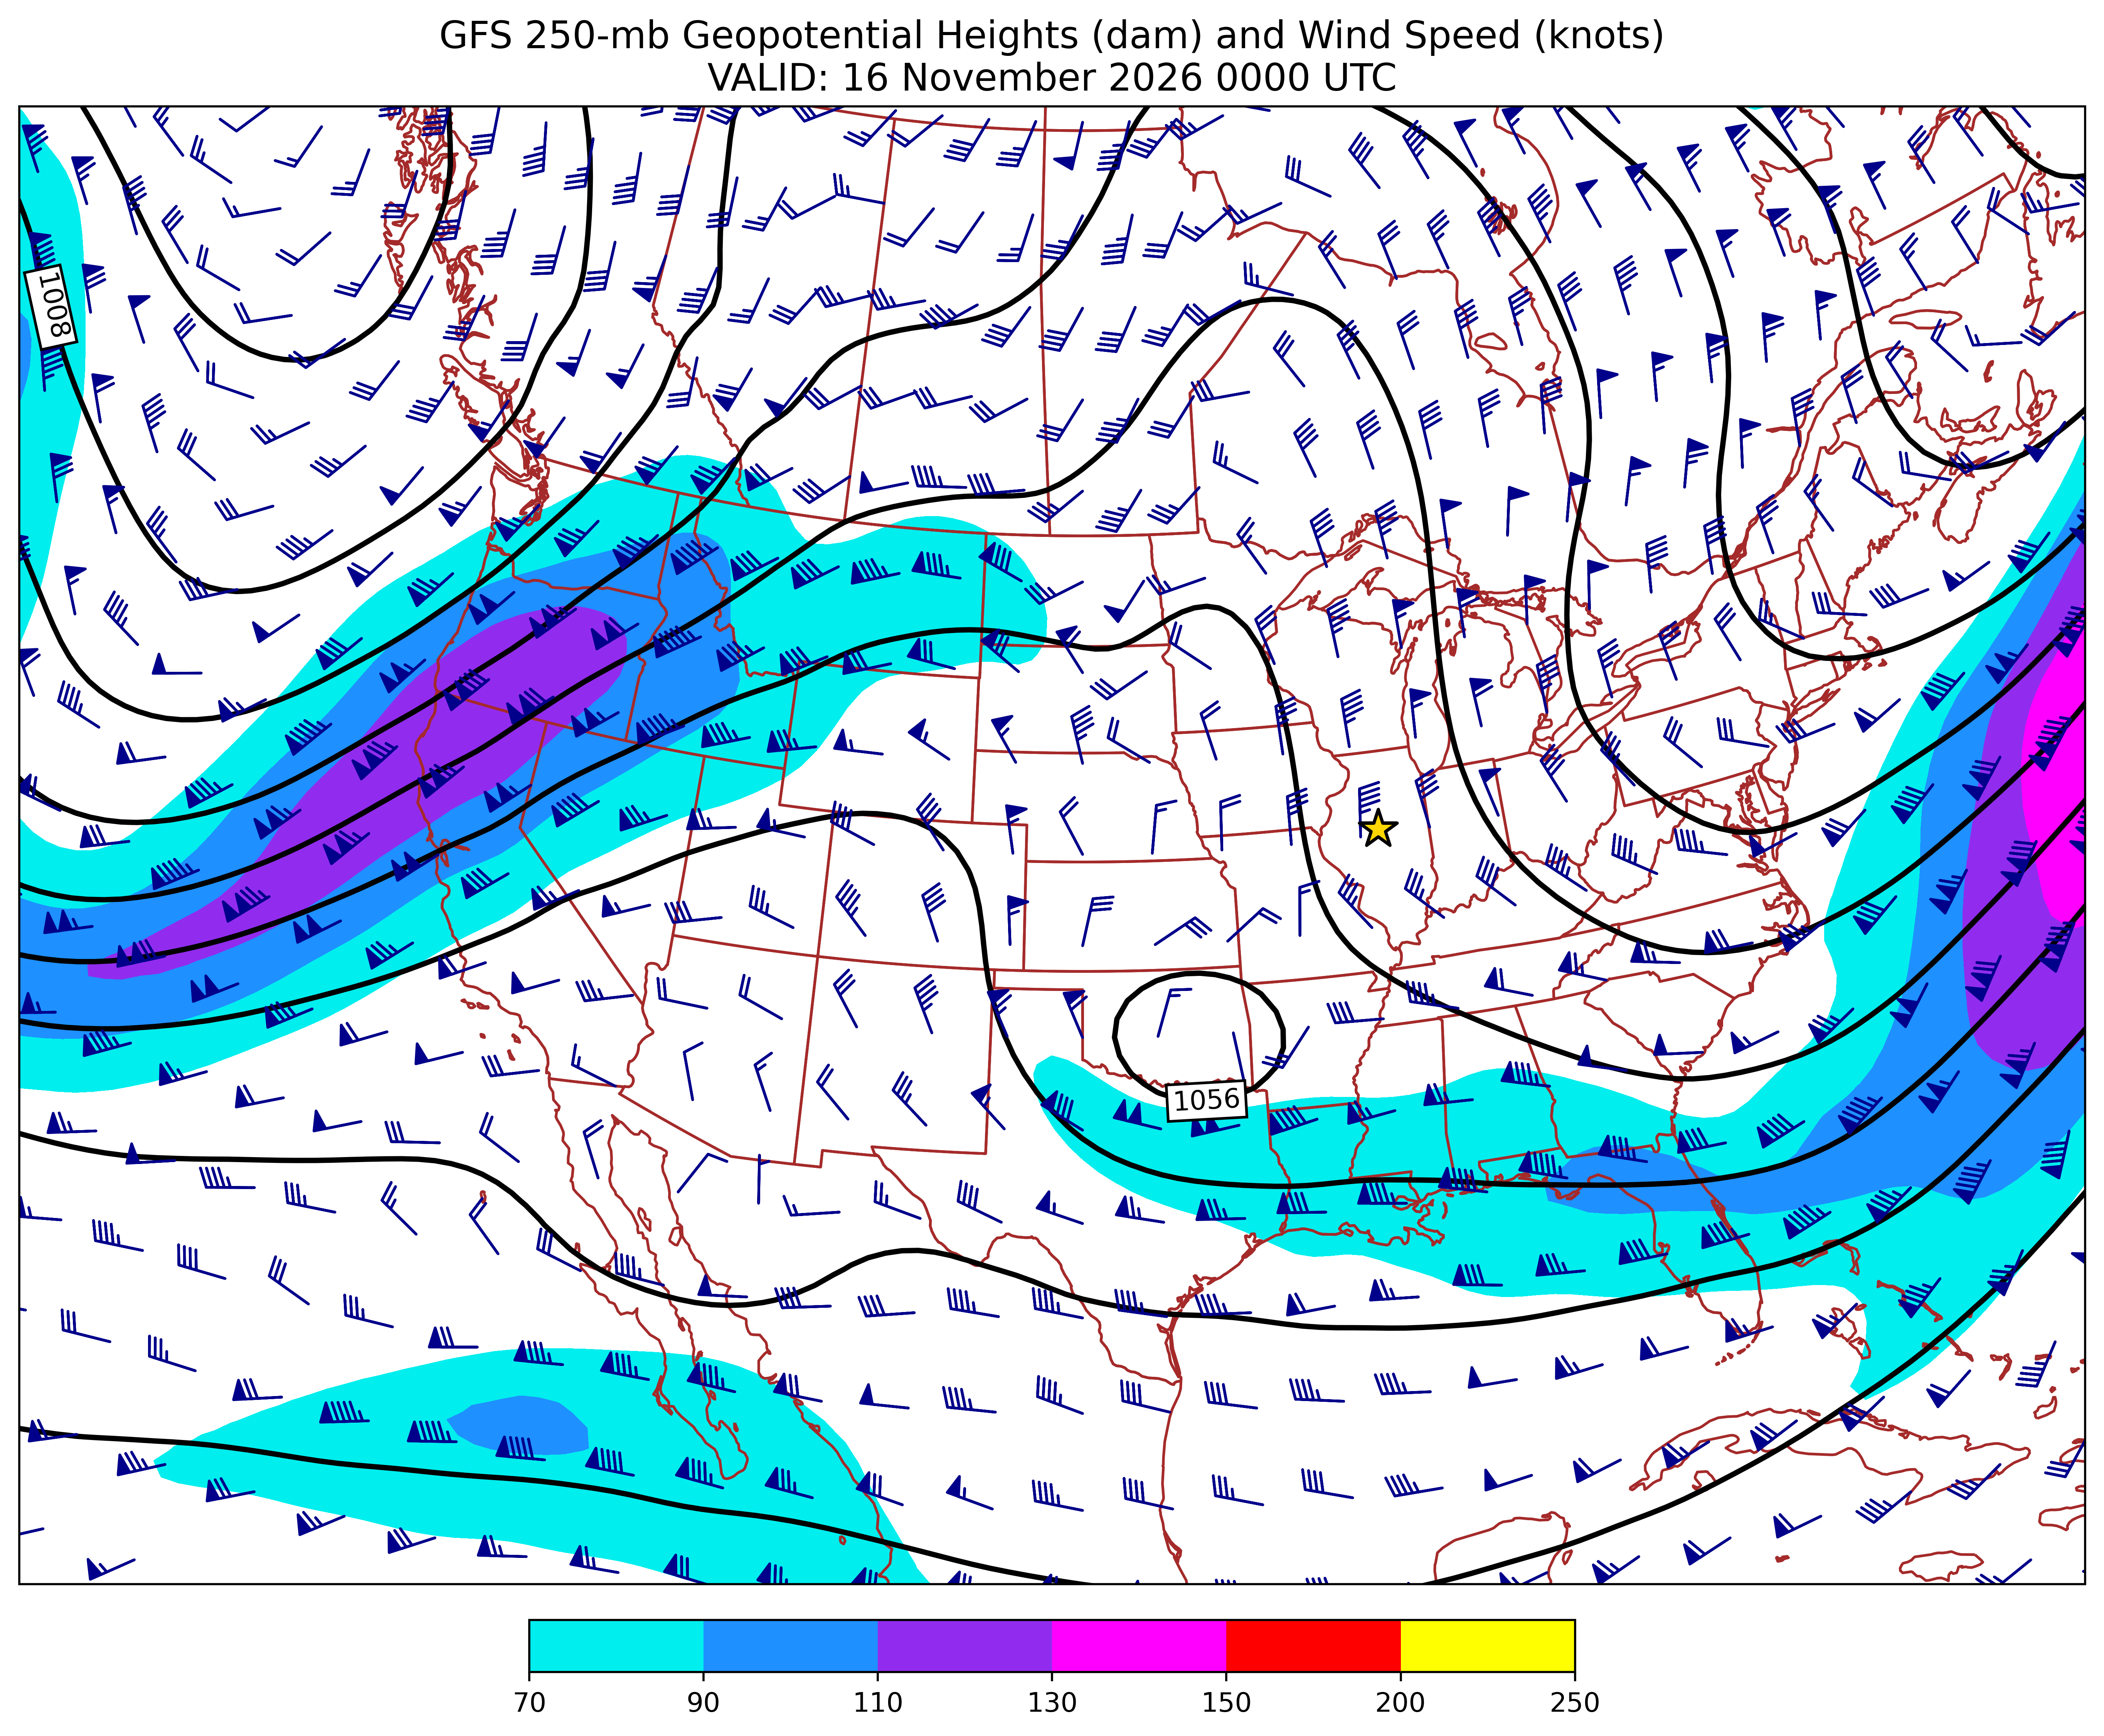 GFS 250-mb Geopotential Heights (dam) and Wind Speed (knots)
VALID: 16 November 2026 0000 UTC
1008
1056
70 90 110 130 150 200 250